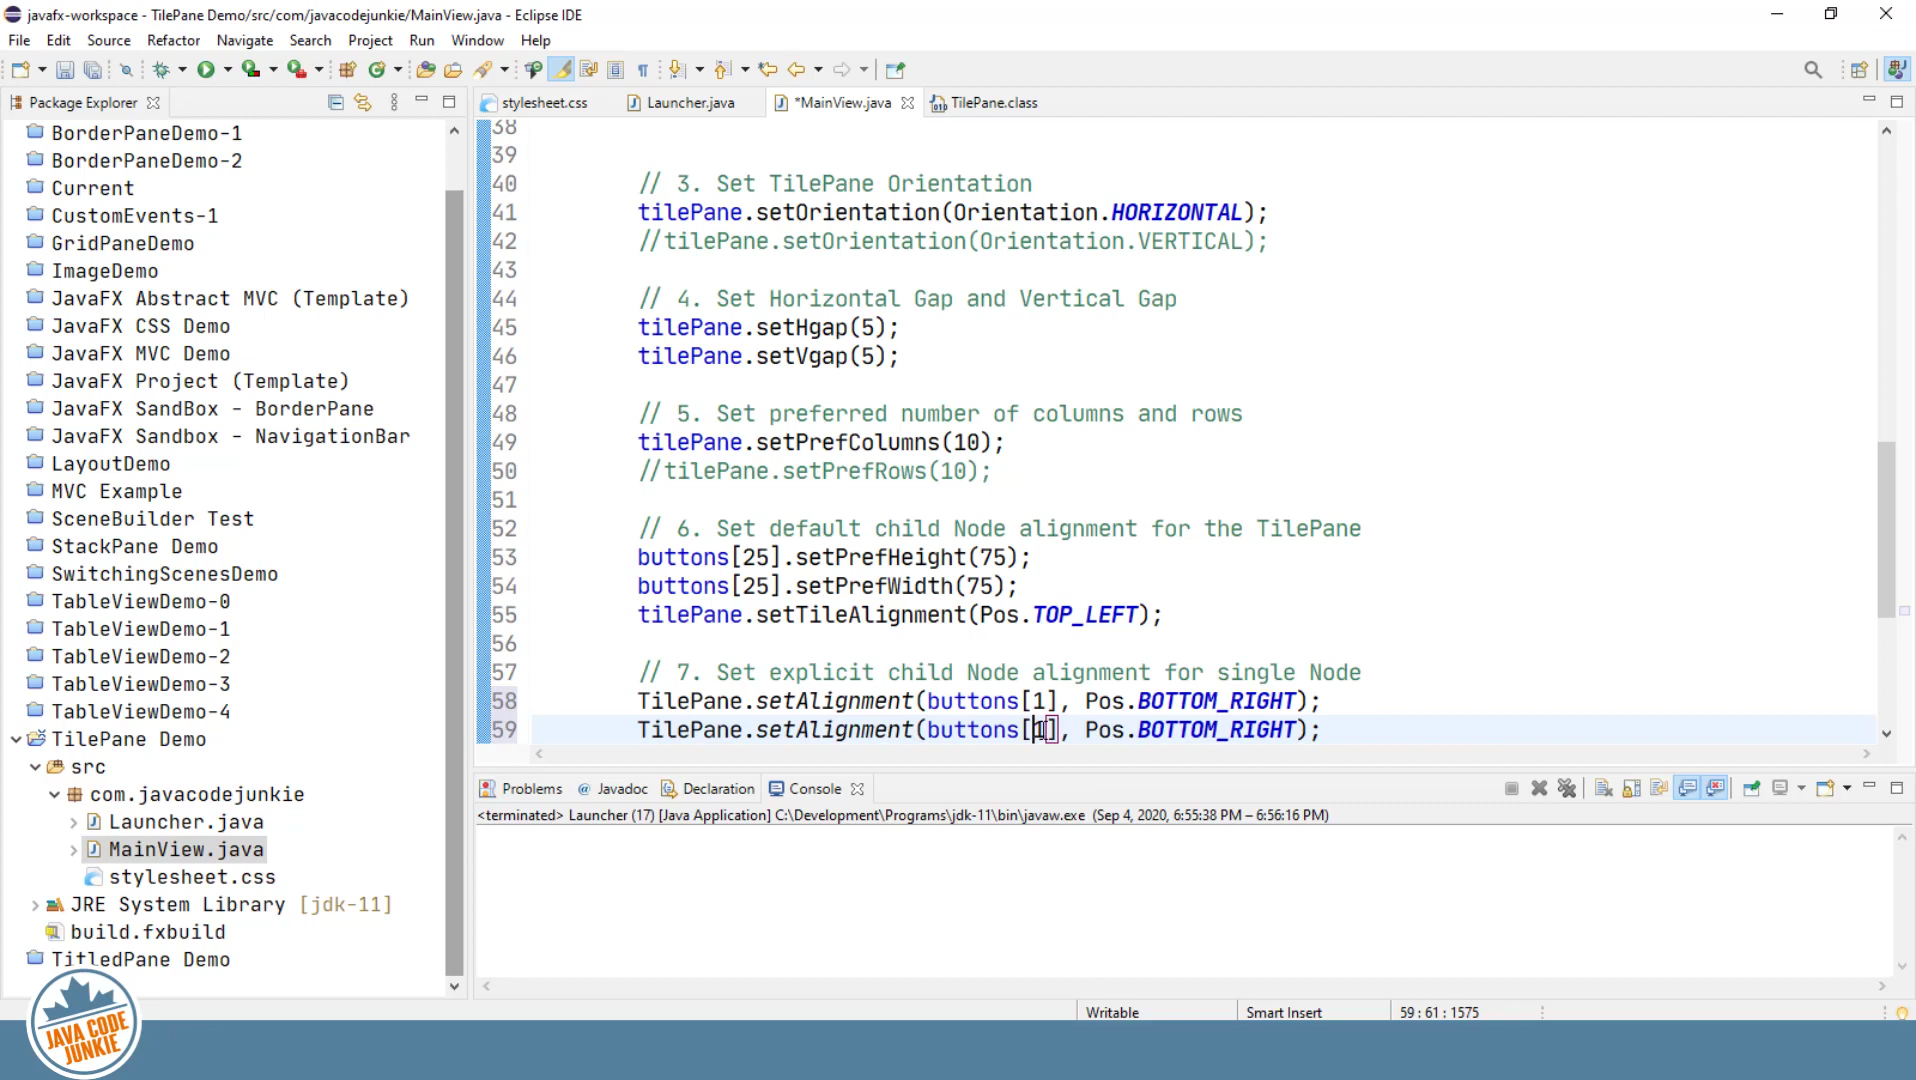 javafx-workspace - TilePane Demo/src/com/javacodejunkie/MainView.java - Eclipse IDE
File Edit Source Refactor Navigate Search Project Run Window Help
Package Explorer
BorderPaneDemo-1
BorderPaneDemo-2
Current
CustomEvents-1
GridPaneDemo
ImageDemo
JavaFX Abstract MVC (Template)
JavaFX CSS Demo
JavaFX MVC Demo
JavaFX Project (Template)
JavaFX SandBox - BorderPane
JavaFX Sandbox - NavigationBar
LayoutDemo
MVC Example
SceneBuilder Test
StackPane Demo
SwitchingScenesDemo
TableViewDemo-0
TableViewDemo-1
TableViewDemo-2
TableViewDemo-3
TableViewDemo-4
TilePane Demo
src
com.javacodejunkie
Launcher.java
MainView.java
stylesheet.css
JRE System Library [jdk-11]
build.fxbuild
TitledPane Demo
stylesheet.css Launcher.java *MainView.java TilePane.class
38
39
40 // 3. Set TilePane Orientation
41 tilePane.setOrientation(Orientation.HORIZONTAL);
42 //tilePane.setOrientation(Orientation.VERTICAL);
43
44 // 4. Set Horizontal Gap and Vertical Gap
45 tilePane.setHgap(5);
46 tilePane.setVgap(5);
47
48 // 5. Set preferred number of columns and rows
49 tilePane.setPrefColumns(10);
50 //tilePane.setPrefRows(10);
51
52 // 6. Set default child Node alignment for the TilePane
53 buttons[25].setPrefHeight(75);
54 buttons[25].setPrefWidth(75);
55 tilePane.setTileAlignment(Pos.TOP_LEFT);
56
57 // 7. Set explicit child Node alignment for single Node
58 TilePane.setAlignment(buttons[1], Pos.BOTTOM_RIGHT);
59 TilePane.setAlignment(buttons[1], Pos.BOTTOM_RIGHT);
Problems Javadoc Declaration Console
<terminated> Launcher (17) [Java Application] C:\Development\Programs\jdk-11\bin\javaw.exe (Sep 4, 2020, 6:55:38 PM – 6:56:16 PM)
Writable Smart Insert 59 : 61 : 1575
JAVA CODE
JUNKIE